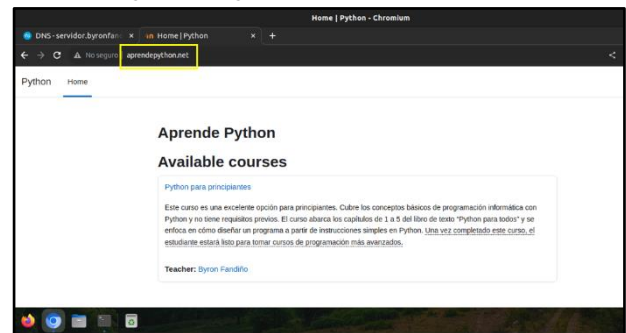 Home | Python - Chromium
DNS - servidor.byronfan
Home | Python
No seguro
aprendepython.net
Python
Home
Aprende Python
Available courses
Python para principiantes
Este curso es una excelente opción para principiantes. Cubre los conceptos básicos de programación informática con
Python y no tiene requisitos previos. El curso abarca los capítulos de 1 a 5 del libro de texto "Python para todos" y se
enfoca en cómo diseñar un programa a partir de instrucciones simples en Python. Una vez completado este curso, el
estudiante estará listo para tomar cursos de programación más avanzados.
Teacher: Byron Fandiño